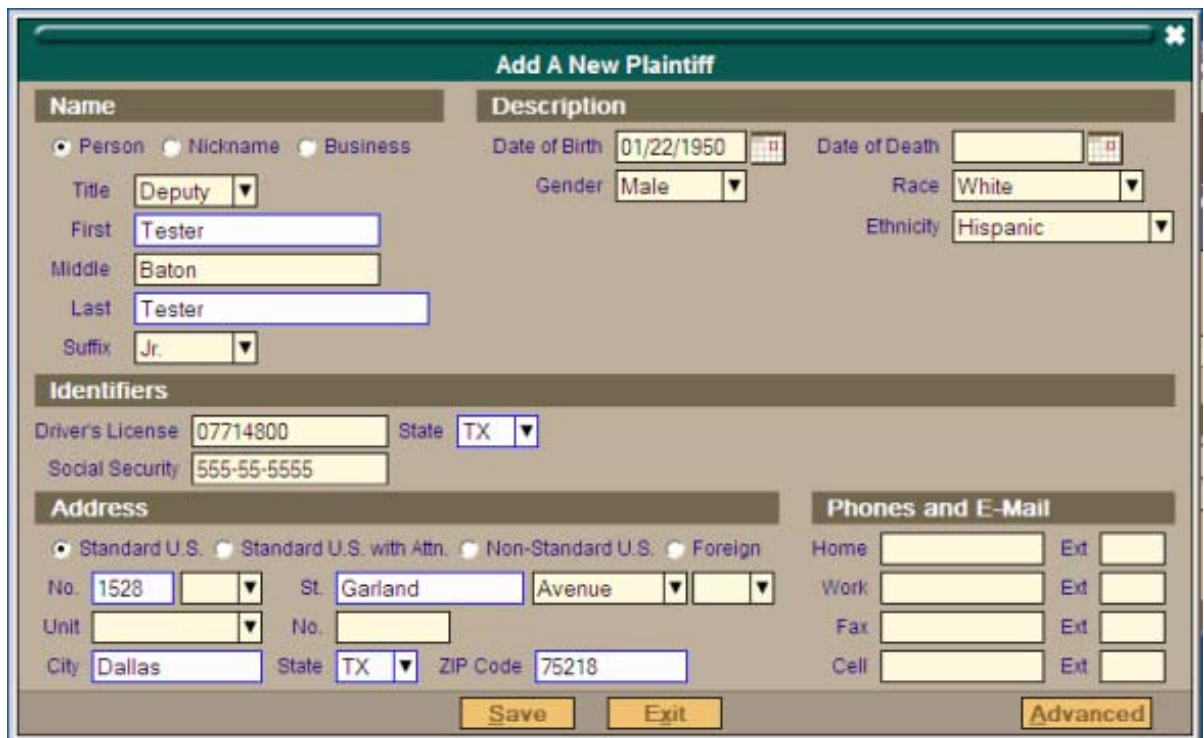 Add A New Plaintiff
Name
Description
Person Nickname Business
Date of Birth 01/22/1950
Date of Death
Title Deputy
Gender Male
Race White
First Tester
Ethnicity Hispanic
Middle Baton
Last Tester
Suffix Jr.
Identifiers
Driver's License 07714800 State TX
Social Security 555-55-5555
Address
Phones and E-Mail
Standard U.S. Standard U.S. with Attn. Non-Standard U.S. Foreign
Home Ext
No. 1528 St. Garland Avenue
Work Ext
Unit No.
Fax Ext
City Dallas State TX ZIP Code 75218
Cell Ext
Save Exit Advanced